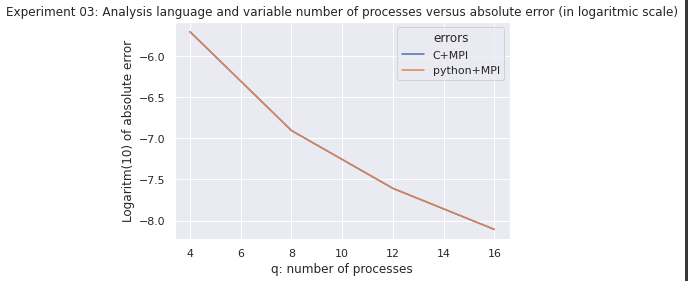 Experiment 03: Analysis language and variable number of processes versus absolute error (in logaritmic scale)
errors
C+MPI
python+MPI
Logaritm(10) of absolute error
−6.0
−6.5
−7.0
−7.5
−8.0
4 6 8 10 12 14 16
q: number of processes